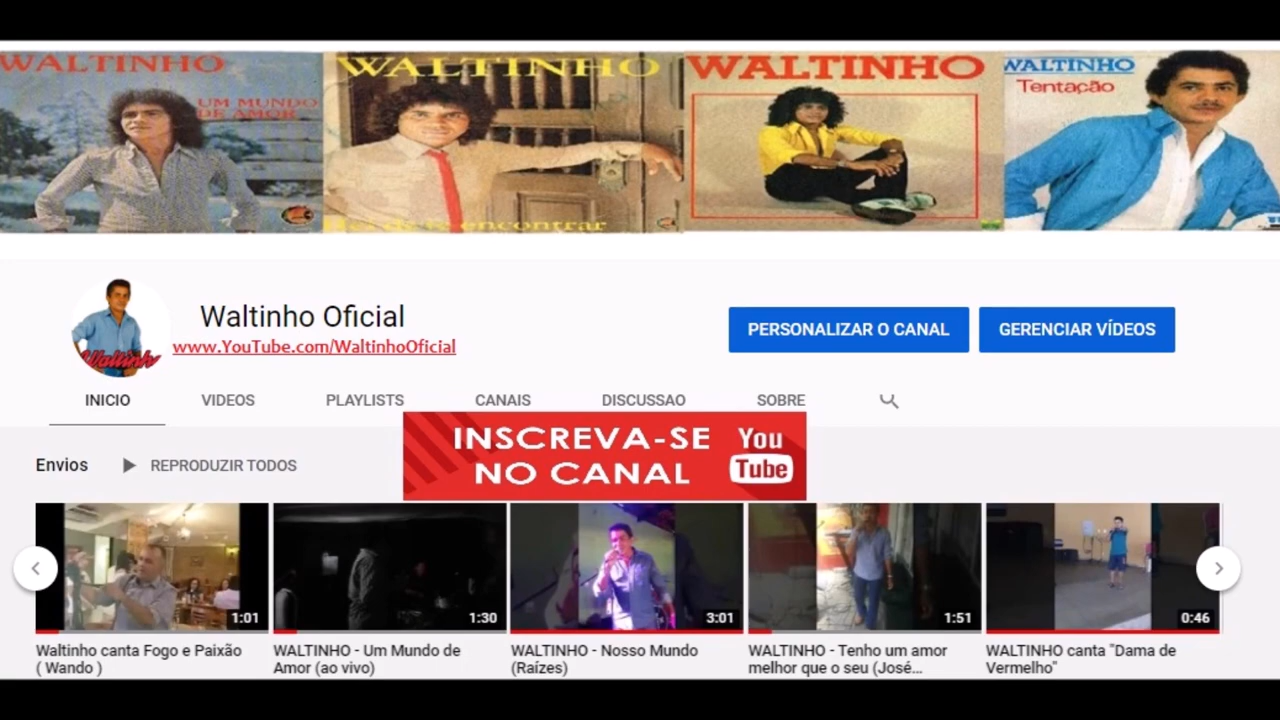 WALTINHO
UM MUNDO
DE AMOR
WALTINHO
encontrar
WALTINHO
WALTINHO
Tentação
Waltinho
Waltinho Oficial
www.YouTube.com/WaltinhoOficial
PERSONALIZAR O CANAL
GERENCIAR VÍDEOS
INICIO
VIDEOS
PLAYLISTS
CANAIS
DISCUSSAO
SOBRE
INSCREVA-SE
NO CANAL
You
Tube
Envios
REPRODUZIR TODOS
1:01
1:30
3:01
1:51
0:46
Waltinho canta Fogo e Paixão
( Wando )
WALTINHO - Um Mundo de
Amor (ao vivo)
WALTINHO - Nosso Mundo
(Raízes)
WALTINHO - Tenho um amor
melhor que o seu (José...
WALTINHO canta "Dama de
Vermelho"